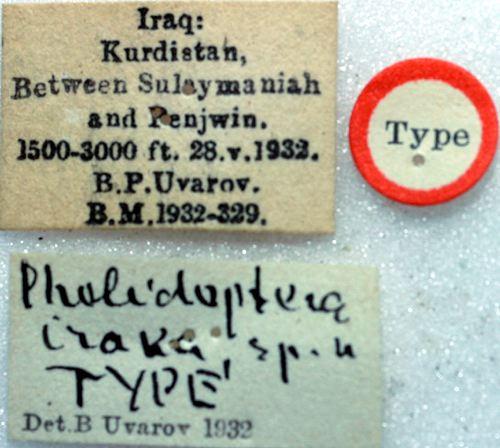 Iraq:
Kurdistan,
Between Sulaymaniah
and Penjwin.
1500-3000 ft. 28.v.1932.
B.P.Uvarov.
B.M.1932-329.
Type
Pholidoptera
iraka sp. n
TYPE
Det.B Uvarov 1932